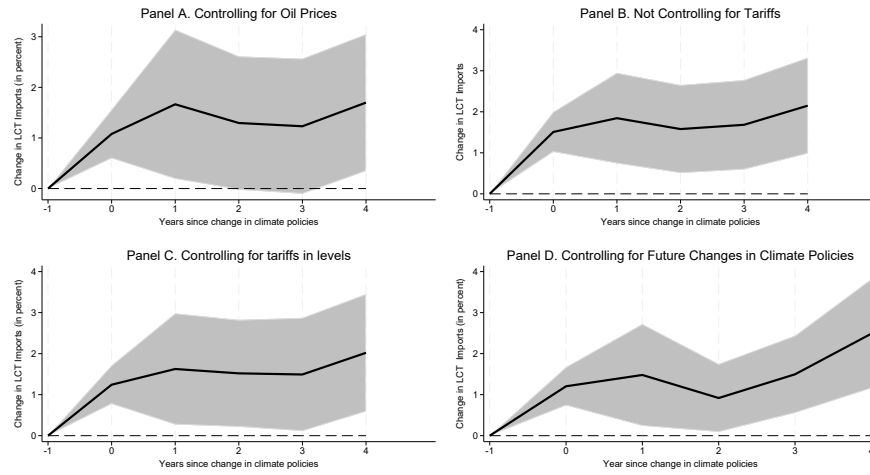 Panel A. Controlling for Oil Prices
Change in LCT Imports (in percent)
3
2
1
0
-1 0 1 2 3 4
Years since change in climate policies
Panel B. Not Controlling for Tariffs
Change in LCT Imports
4
3
2
1
0
-1 0 1 2 3 4
Years since change in climate policies
Panel C. Controlling for tariffs in levels
Change in LCT Imports (in percent)
4
3
2
1
0
-1 0 1 2 3 4
Years since change in climate policies
Panel D. Controlling for Future Changes in Climate Policies
Change in LCT Imports (in percent)
4
3
2
1
0
-1 0 1 2 3 4
Years since change in climate policies